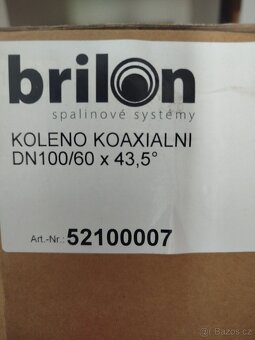 brilon
spalinové systémy
KOLENO KOAXIALNI
DN100/60 x 43,5°
Art.-Nr.: 52100007
Bazos.cz